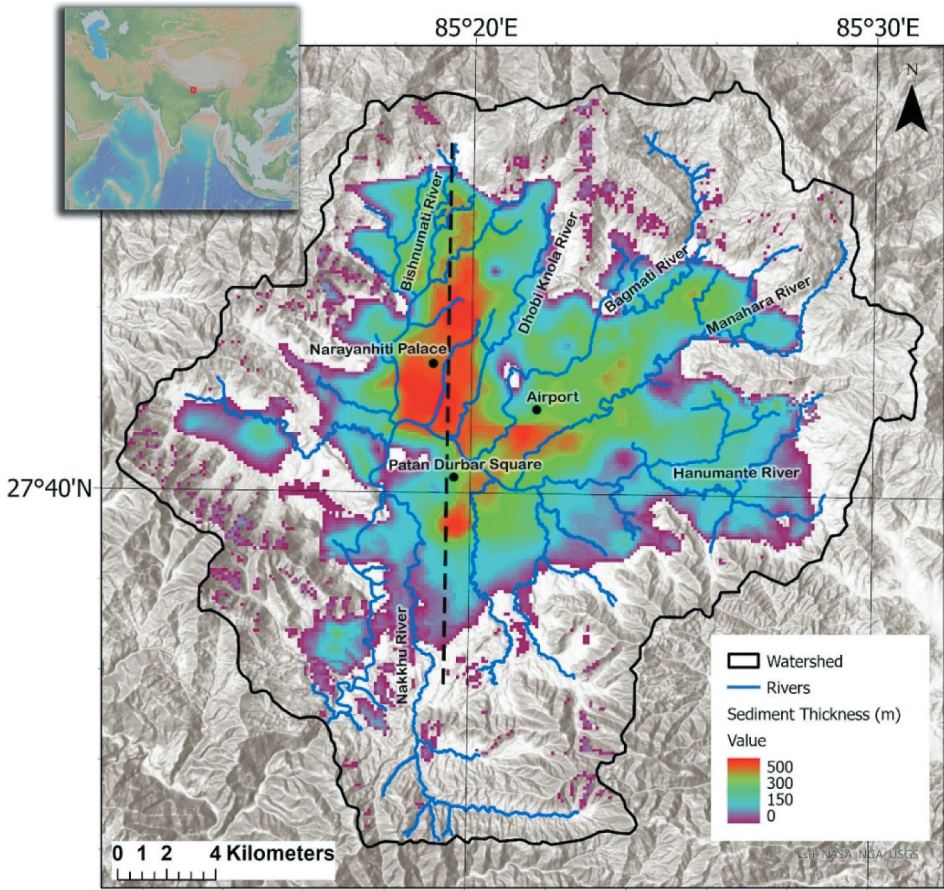 85°20'E
85°30'E
N
Bishnumati River
Dhobi Knola River
Bagmati River
Manahara River
Narayanhiti Palace
Airport
Patan Durbar Square
Hanumante River
27°40'N
Nakkhu River
Watershed
Rivers
Sediment Thickness (m)
Value
500
300
150
0
0 1 2 4 Kilometers
Esri, NASA, NGA, USGS